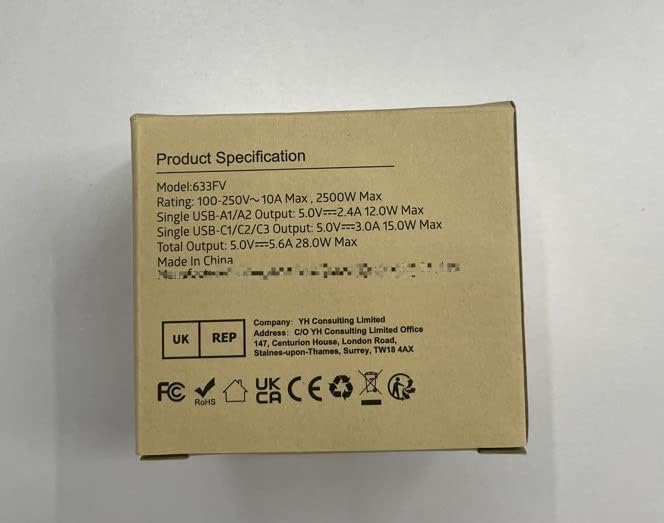 Product Specification
Model:633FV
Rating: 100-250V~10A Max , 2500W Max
Single USB-A1/A2 Output: 5.0V⎓2.4A 12.0W Max
Single USB-C1/C2/C3 Output: 5.0V⎓3.0A 15.0W Max
Total Output: 5.0V⎓5.6A 28.0W Max
Made In China
UK REP
Company: YH Consulting Limited
Address: C/O YH Consulting Limited Office
147, Centurion House, London Road,
Staines-upon-Thames, Surrey, TW18 4AX
FC RoHS UK CA CE